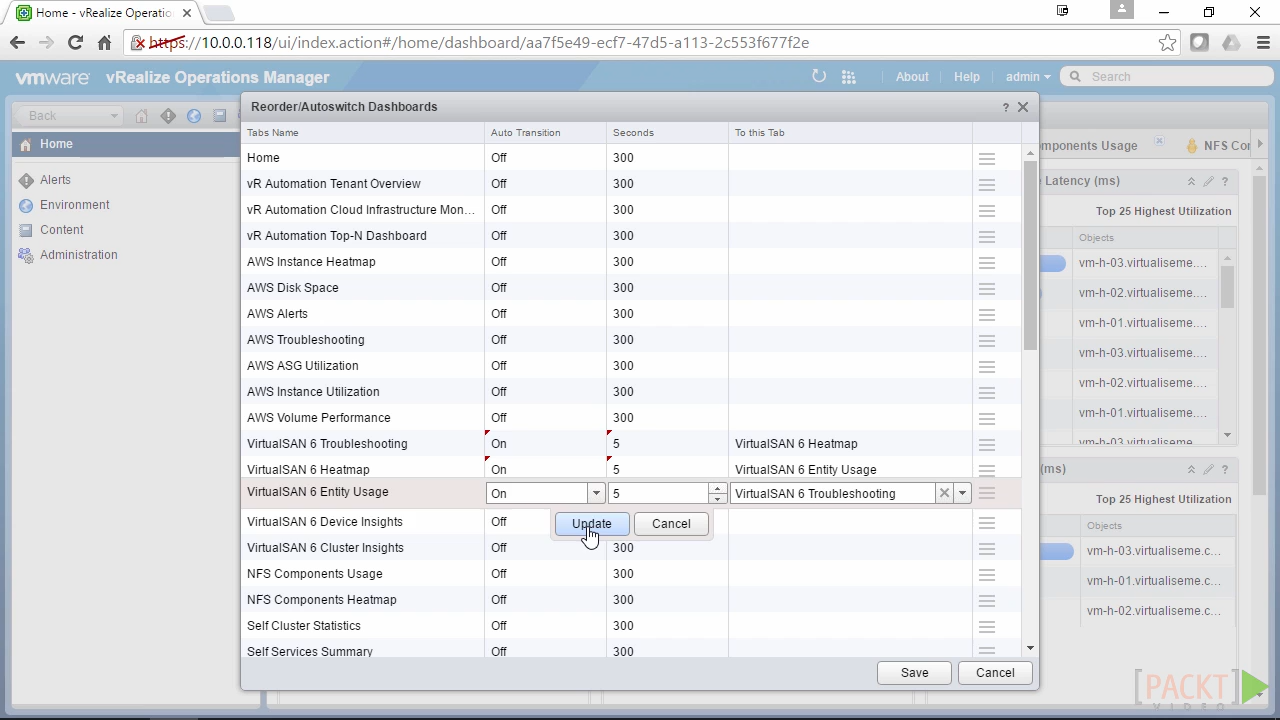 Home - vRealize Operatio
https://10.0.0.118/ui/index.action#/home/dashboard/aa7f5e49-ecf7-47d5-a113-2c553f677f2e
vmware vRealize Operations Manager
About Help admin Search
Back
Home
Alerts
Environment
Content
Administration
Reorder/Autoswitch Dashboards ?
Tabs Name Auto Transition Seconds To this Tab
Home Off 300
vR Automation Tenant Overview Off 300
vR Automation Cloud Infrastructure Mon... Off 300
vR Automation Top-N Dashboard Off 300
AWS Instance Heatmap Off 300
AWS Disk Space Off 300
AWS Alerts Off 300
AWS Troubleshooting Off 300
AWS ASG Utilization Off 300
AWS Instance Utilization Off 300
AWS Volume Performance Off 300
VirtualSAN 6 Troubleshooting On 5 VirtualSAN 6 Heatmap
VirtualSAN 6 Heatmap On 5 VirtualSAN 6 Entity Usage
VirtualSAN 6 Entity Usage On 5 VirtualSAN 6 Troubleshooting
VirtualSAN 6 Device Insights Off
Update Cancel
VirtualSAN 6 Cluster Insights Off 300
NFS Components Usage Off 300
NFS Components Heatmap Off 300
Self Cluster Statistics Off 300
Self Services Summary Off 300
Save Cancel
mponents Usage NFS Co
Latency (ms) ?
Top 25 Highest Utilization
Objects
vm-h-03.virtualiseme....
vm-h-02.virtualiseme....
vm-h-01.virtualiseme....
vm-h-03.virtualiseme....
vm-h-02.virtualiseme....
vm-h-01.virtualiseme....
vm-h-03.virtualiseme....
(ms) ?
Top 25 Highest Utilization
Objects
vm-h-03.virtualiseme.c...
vm-h-01.virtualiseme.c...
vm-h-02.virtualiseme.c...
PACKT
VIDEO